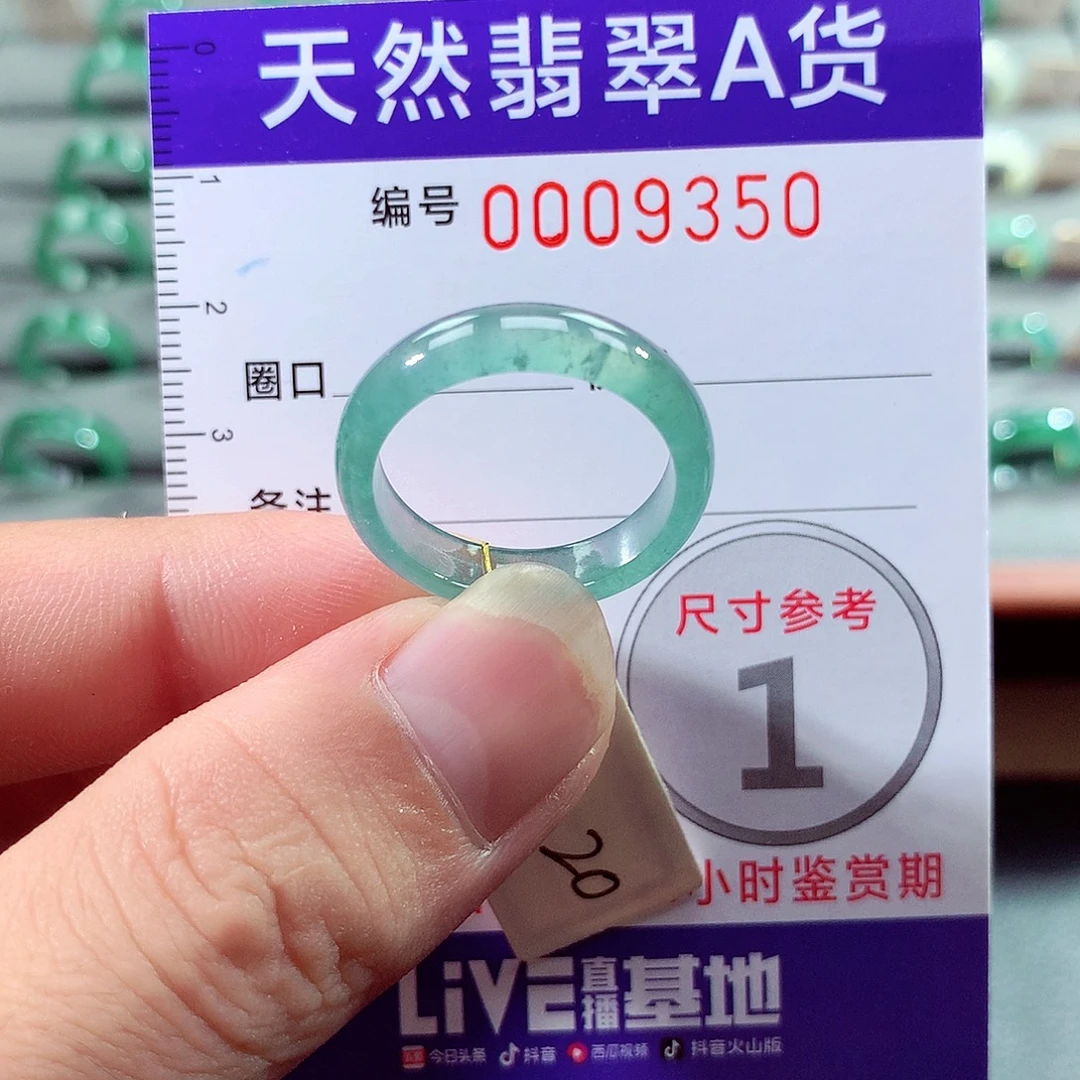 天然翡翠A货
0
编号 0009350
1
2
圈口
3
备注
尺寸参考
1
20
小时鉴赏期
LiVE直播基地
今日头条 抖音 西瓜视频 抖音火山版